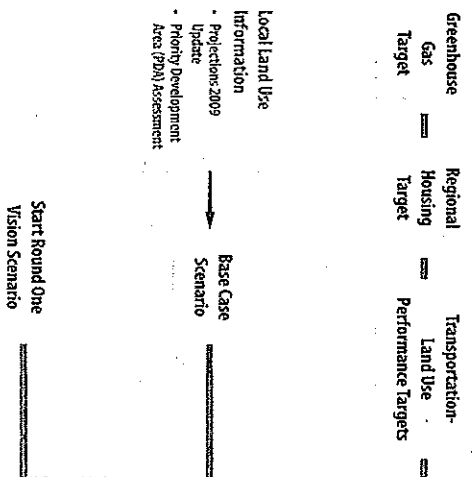 Greenhouse
Gas
Target
Regional
Housing
Target
Transportation-
Land Use
Performance Targets
Local Land Use
Information
• Projections 2009
Update
• Priority Development
Area (PDA) Assessment
Base Case
Scenario
Start Round One
Vision Scenario